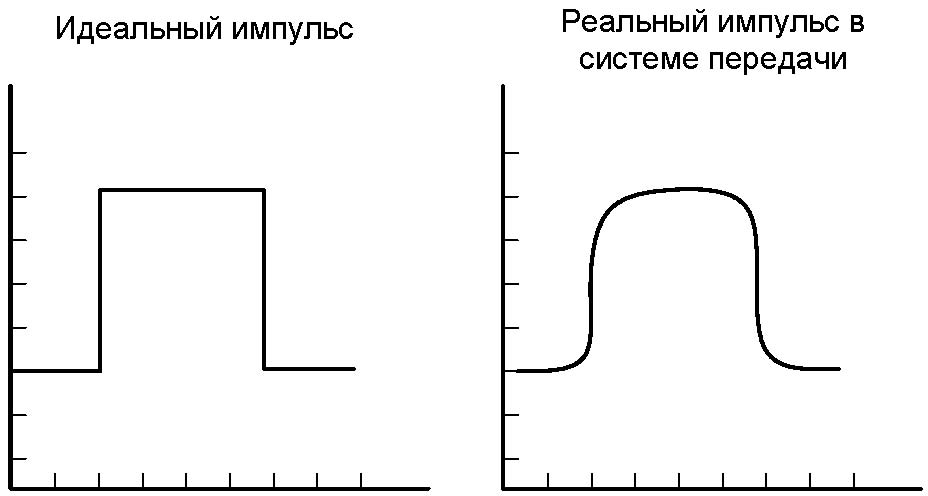 Идеальный импульс
Реальный импульс в
системе передачи